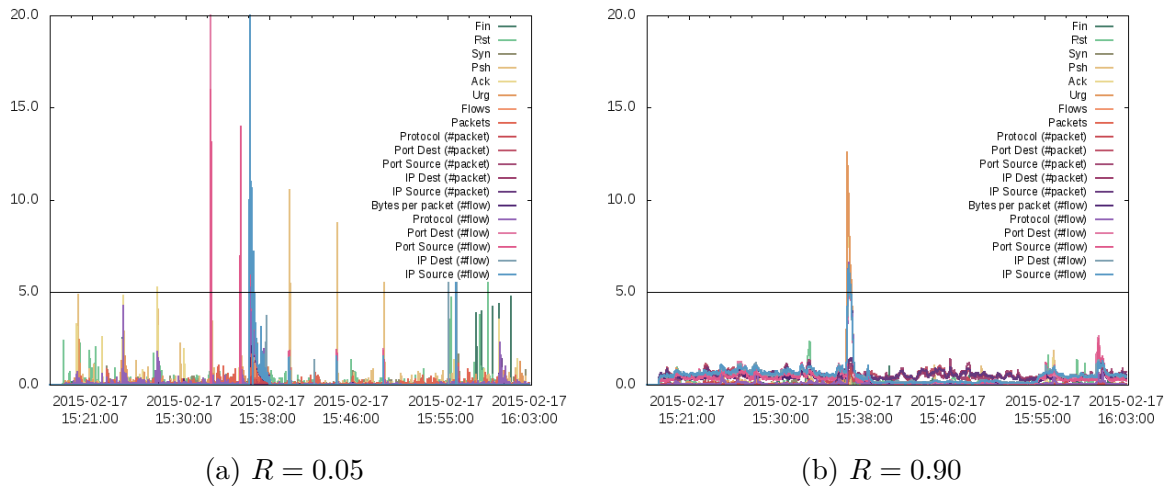 20.0
15.0
10.0
5.0
0.0
Fin
Rst
Syn
Psh
Ack
Urg
Flows
Packets
Protocol (#packet)
Port Dest (#packet)
Port Source (#packet)
IP Dest (#packet)
IP Source (#packet)
Bytes per packet (#flow)
Protocol (#flow)
Port Dest (#flow)
Port Source (#flow)
IP Dest (#flow)
IP Source (#flow)
2015-02-17 2015-02-17 2015-02-17 2015-02-17 2015-02-17 2015-02-17
15:21:00 15:30:00 15:38:00 15:46:00 15:55:00 16:03:00
(a) R = 0.05
20.0
15.0
10.0
5.0
0.0
Fin
Rst
Syn
Psh
Ack
Urg
Flows
Packets
Protocol (#packet)
Port Dest (#packet)
Port Source (#packet)
IP Dest (#packet)
IP Source (#packet)
Bytes per packet (#flow)
Protocol (#flow)
Port Dest (#flow)
Port Source (#flow)
IP Dest (#flow)
IP Source (#flow)
2015-02-17 2015-02-17 2015-02-17 2015-02-17 2015-02-17 2015-02-17
15:21:00 15:30:00 15:38:00 15:46:00 15:55:00 16:03:00
(b) R = 0.90